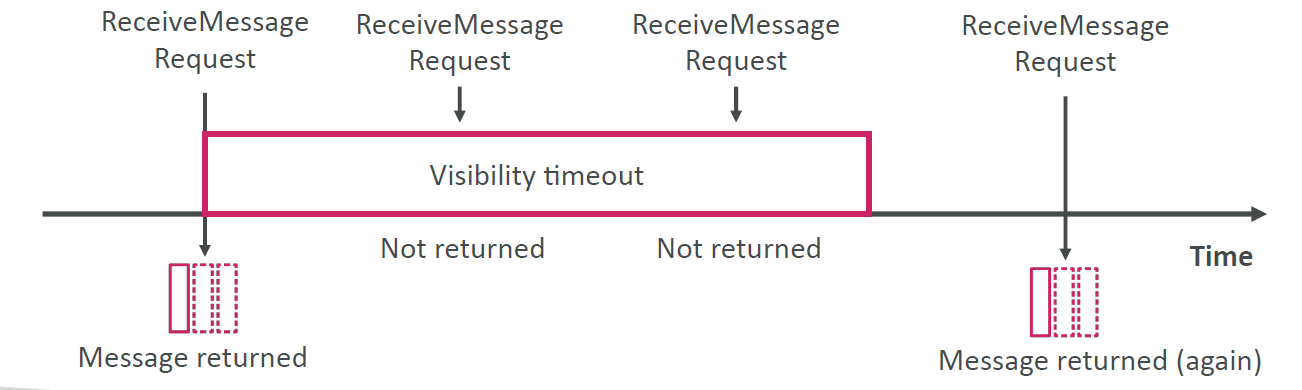 ReceiveMessage
Request
ReceiveMessage
Request
ReceiveMessage
Request
ReceiveMessage
Request
Visibility timeout
Not returned
Not returned
Time
Message returned
Message returned (again)